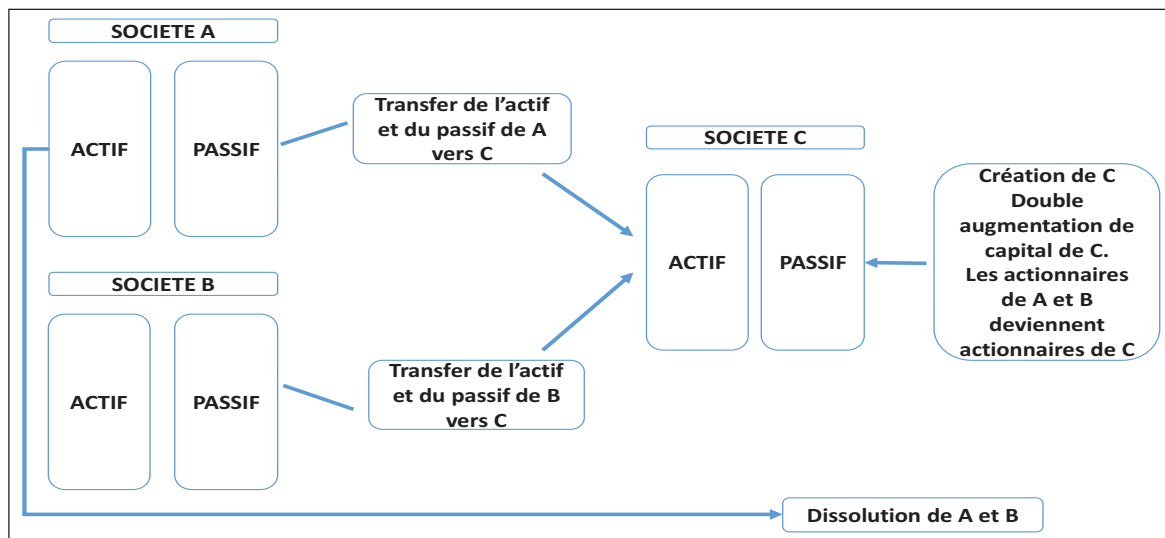 SOCIETE A
ACTIF
PASSIF
Transfer de l’actif
et du passif de A
vers C
SOCIETE B
ACTIF
PASSIF
Transfer de l’actif
et du passif de B
vers C
SOCIETE C
ACTIF
PASSIF
Création de C
Double
augmentation de
capital de C.
Les actionnaires
de A et B
deviennent
actionnaires de C
Dissolution de A et B